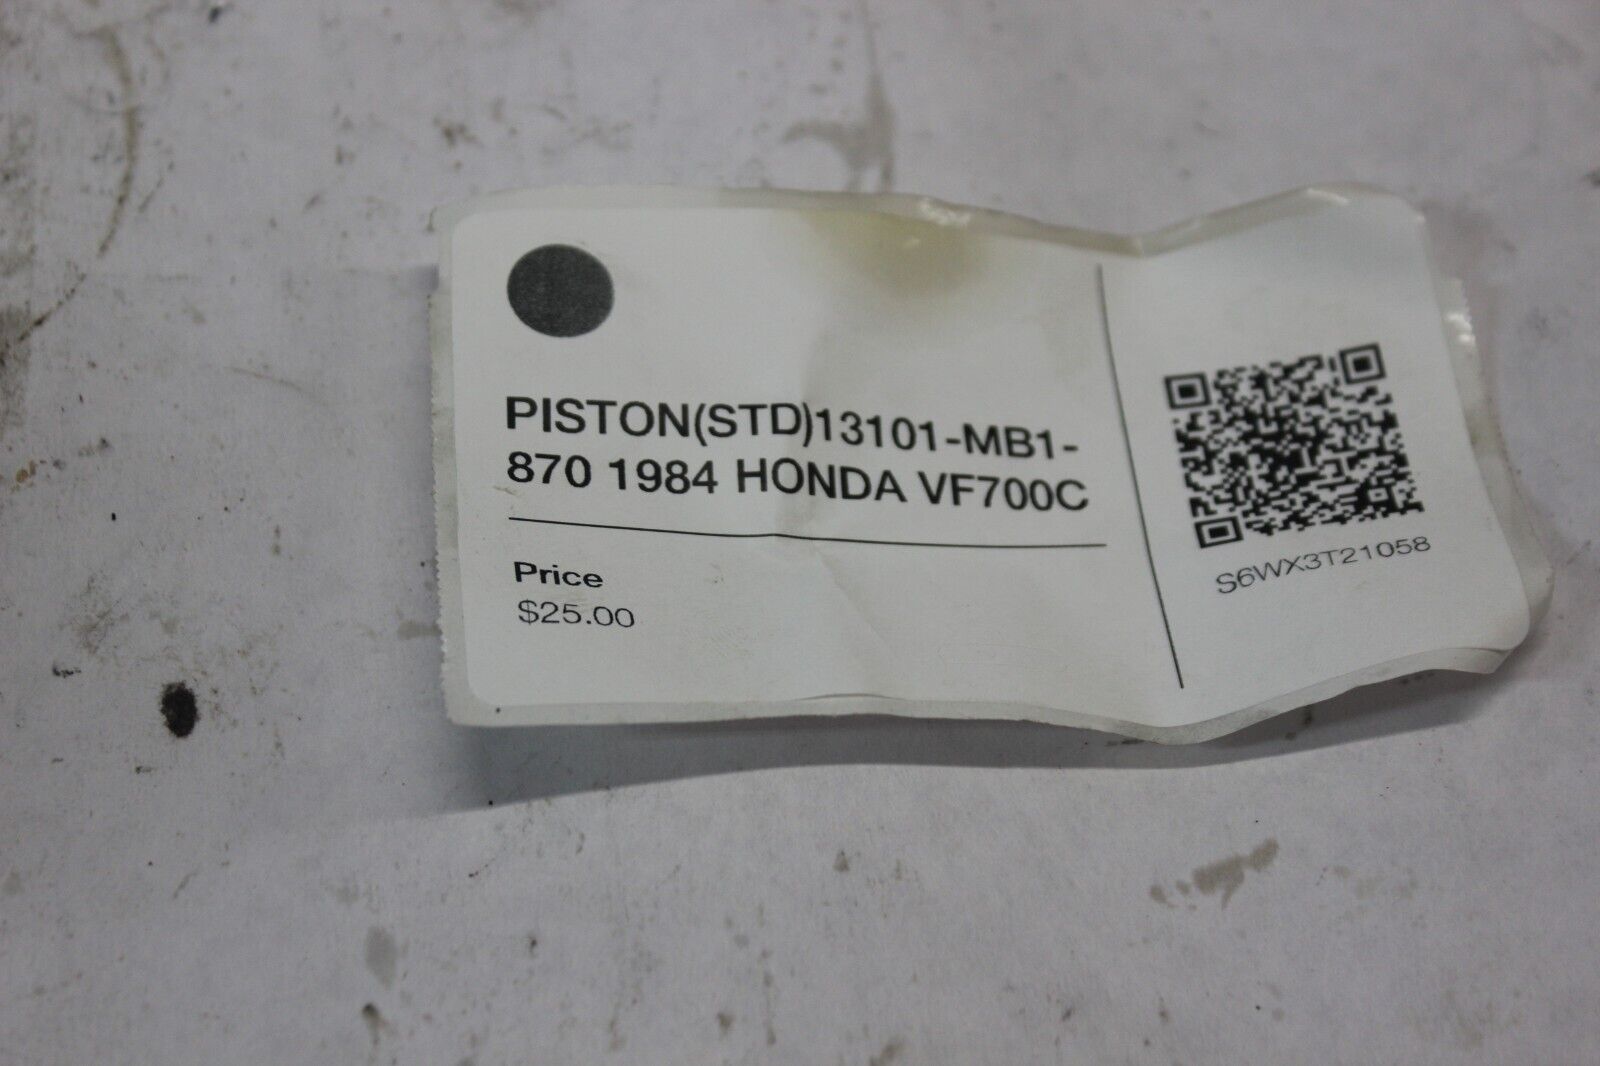 PISTON(STD)13101-MB1-
870 1984 HONDA VF700C
Price
$25.00
S6WX3T21058